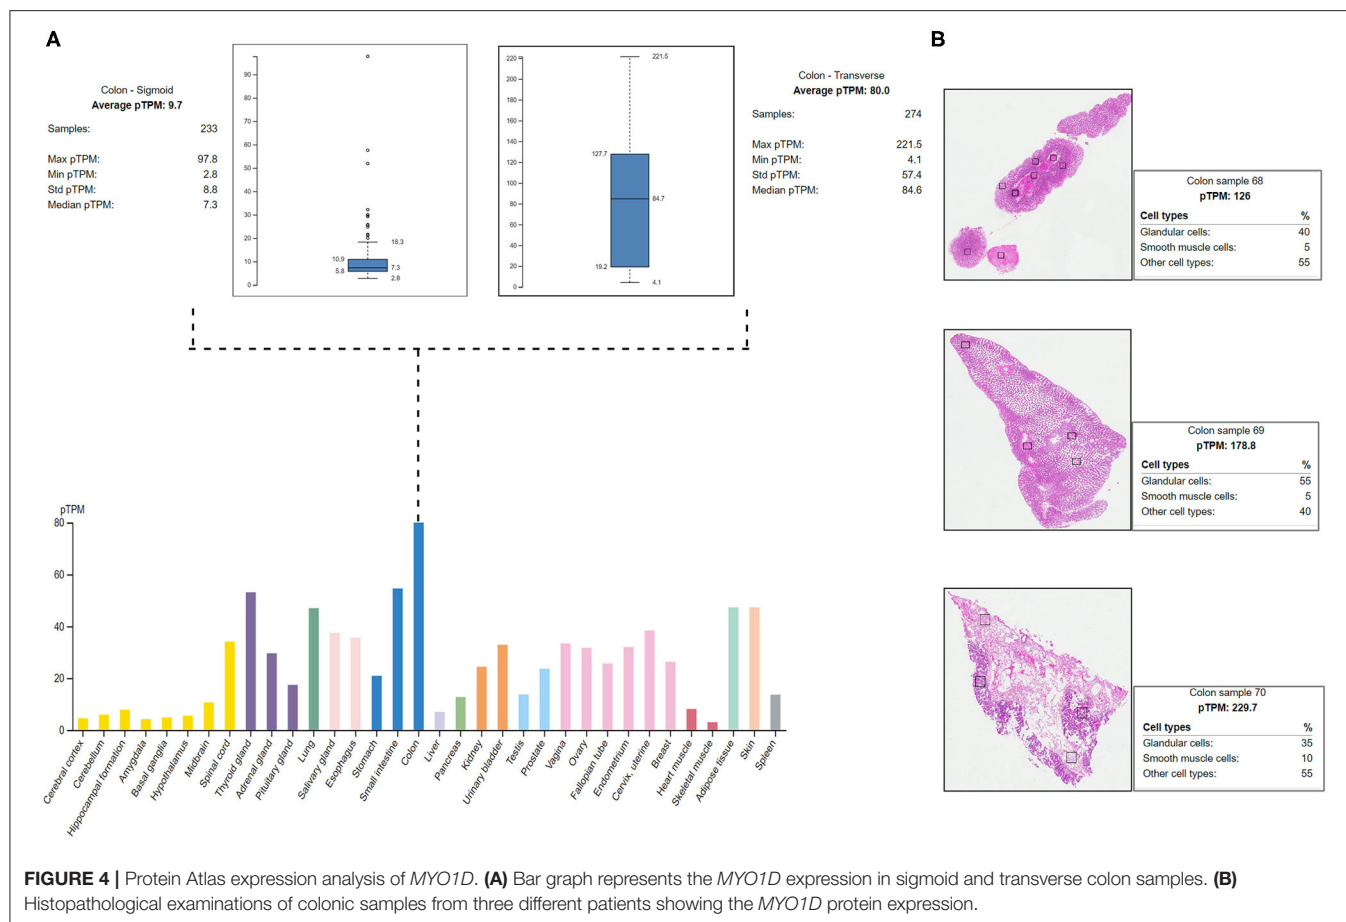 A
B
Colon - Sigmoid
Average pTPM: 9.7
Samples: 233
Max pTPM: 97.8
Min pTPM: 2.8
Std pTPM: 8.8
Median pTPM: 7.3
90
80
70
60
50
40
30
20
10
0
18.3
10.9
7.3
5.8
2.8
220
200
180
160
140
120
100
80
60
40
20
0
221.5
127.7
84.7
19.2
4.1
Colon - Transverse
Average pTPM: 80.0
Samples: 274
Max pTPM: 221.5
Min pTPM: 4.1
Std pTPM: 57.4
Median pTPM: 84.6
pTPM
80
60
40
20
0
Cerebral cortex
Cerebellum
Hippocampal formation
Amygdala
Basal ganglia
Hypothalamus
Midbrain
Spinal cord
Thyroid gland
Adrenal gland
Pituitary gland
Lung
Salivary gland
Esophagus
Stomach
Small intestine
Colon
Liver
Pancreas
Kidney
Urinary bladder
Testis
Prostate
Vagina
Ovary
Fallopian tube
Endometrium
Cervix, uterine
Breast
Heart muscle
Skeletal muscle
Adipose tissue
Skin
Spleen
Colon sample 68
pTPM: 126
Cell types %
Glandular cells: 40
Smooth muscle cells: 5
Other cell types: 55
Colon sample 69
pTPM: 178.8
Cell types %
Glandular cells: 55
Smooth muscle cells: 5
Other cell types: 40
Colon sample 70
pTPM: 229.7
Cell types %
Glandular cells: 35
Smooth muscle cells: 10
Other cell types: 55
FIGURE 4 | Protein Atlas expression analysis of MYO1D. (A) Bar graph represents the MYO1D expression in sigmoid and transverse colon samples. (B)
Histopathological examinations of colonic samples from three different patients showing the MYO1D protein expression.